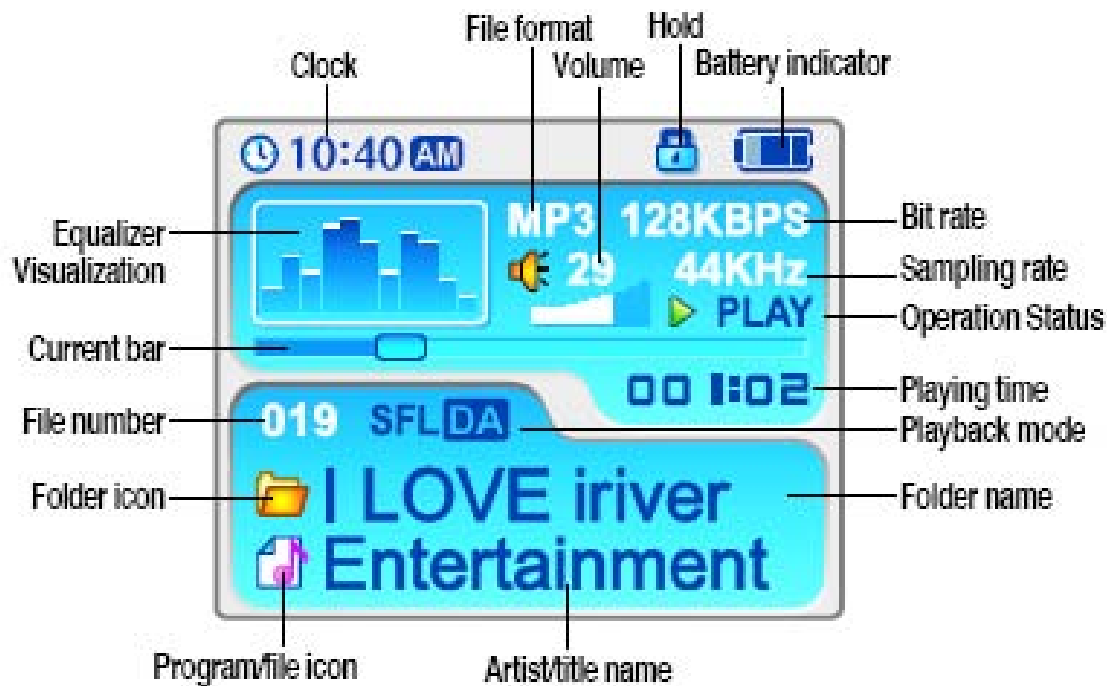 File format
Hold
Clock
Volume
Battery indicator
10:40 AM
MP3 128KBPS
Bit rate
Equalizer
Visualization
29 44KHz
Sampling rate
PLAY
Operation Status
Current bar
00 1:02
Playing time
File number
019 SFL DA
Playback mode
Folder icon
I LOVE iriver
Folder name
Entertainment
Program/file icon
Artist/title name